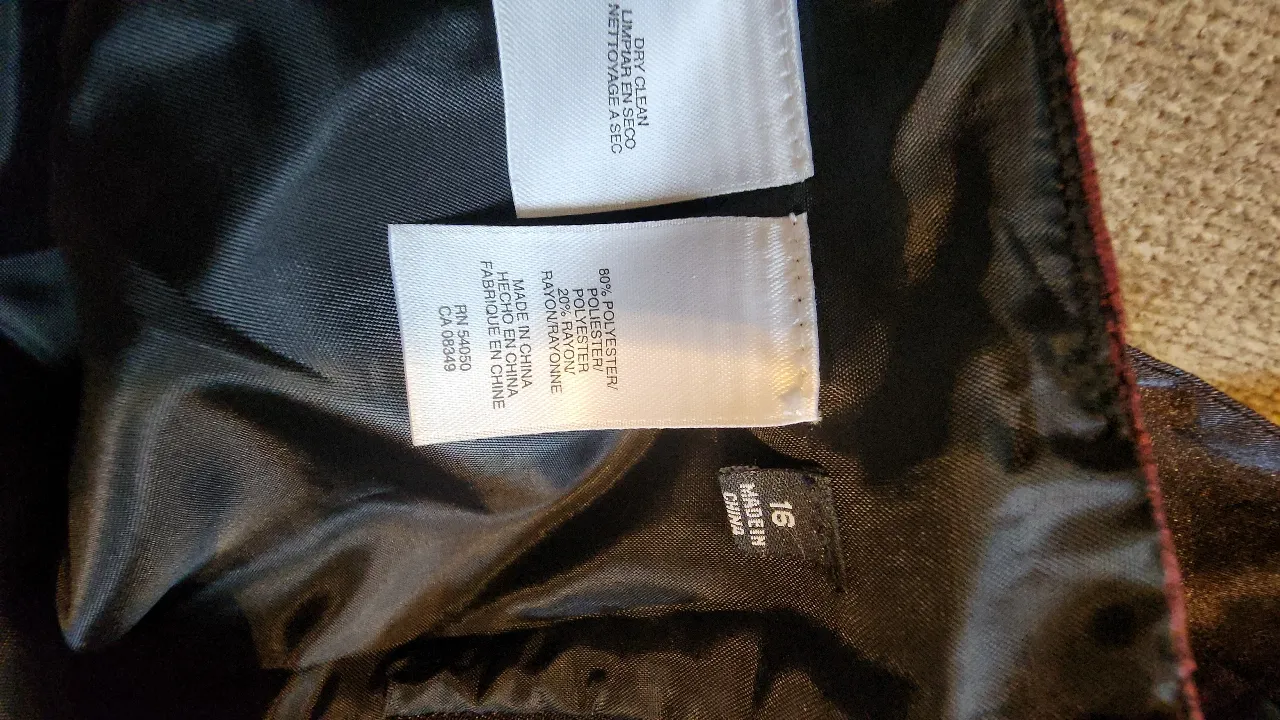 DRY CLEAN
LIMPIAR EN SECO
NETTOYAGE A SEC
80% POLYESTER/
POLIESTER/
POLYESTER
20% RAYON/
RAYON/RAYONNE
MADE IN CHINA
HECHO EN CHINA
FABRIQUE EN CHINE
RN 54050
CA 08349
16
MADE IN
CHINA